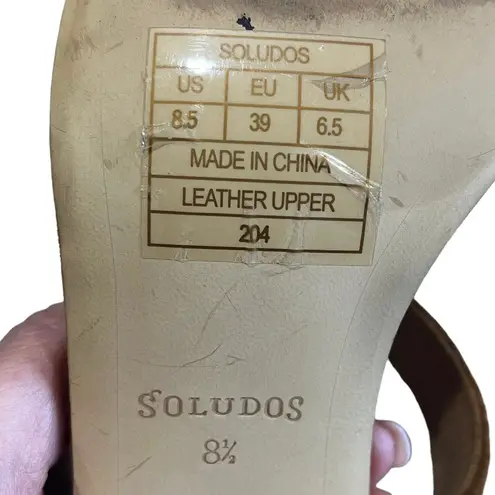 SOLUDOS
US EU UK
8.5 39 6.5
MADE IN CHINA
LEATHER UPPER
204
SOLUDOS
8½